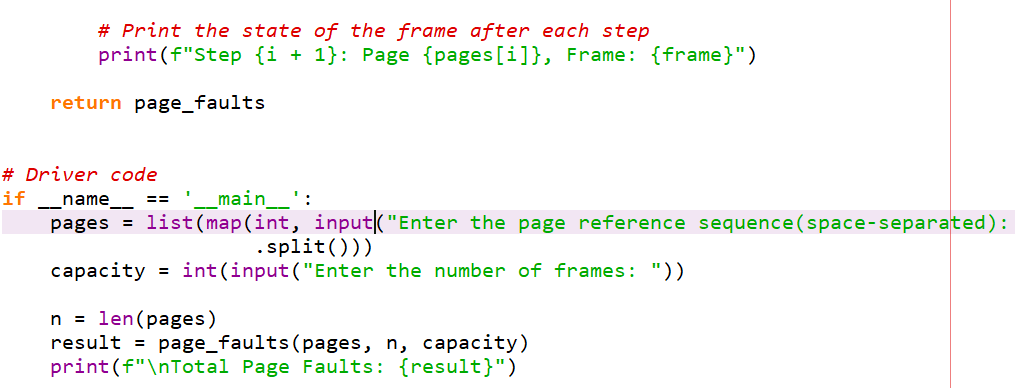 # Print the state of the frame after each step
print(f"Step {i + 1}: Page {pages[i]}, Frame: {frame}")
return page_faults
# Driver code
if __name__ == '__main__':
pages = list(map(int, input("Enter the page reference sequence(space-separated):
.split()))
capacity = int(input("Enter the number of frames: "))
n = len(pages)
result = page_faults(pages, n, capacity)
print(f"\nTotal Page Faults: {result}")